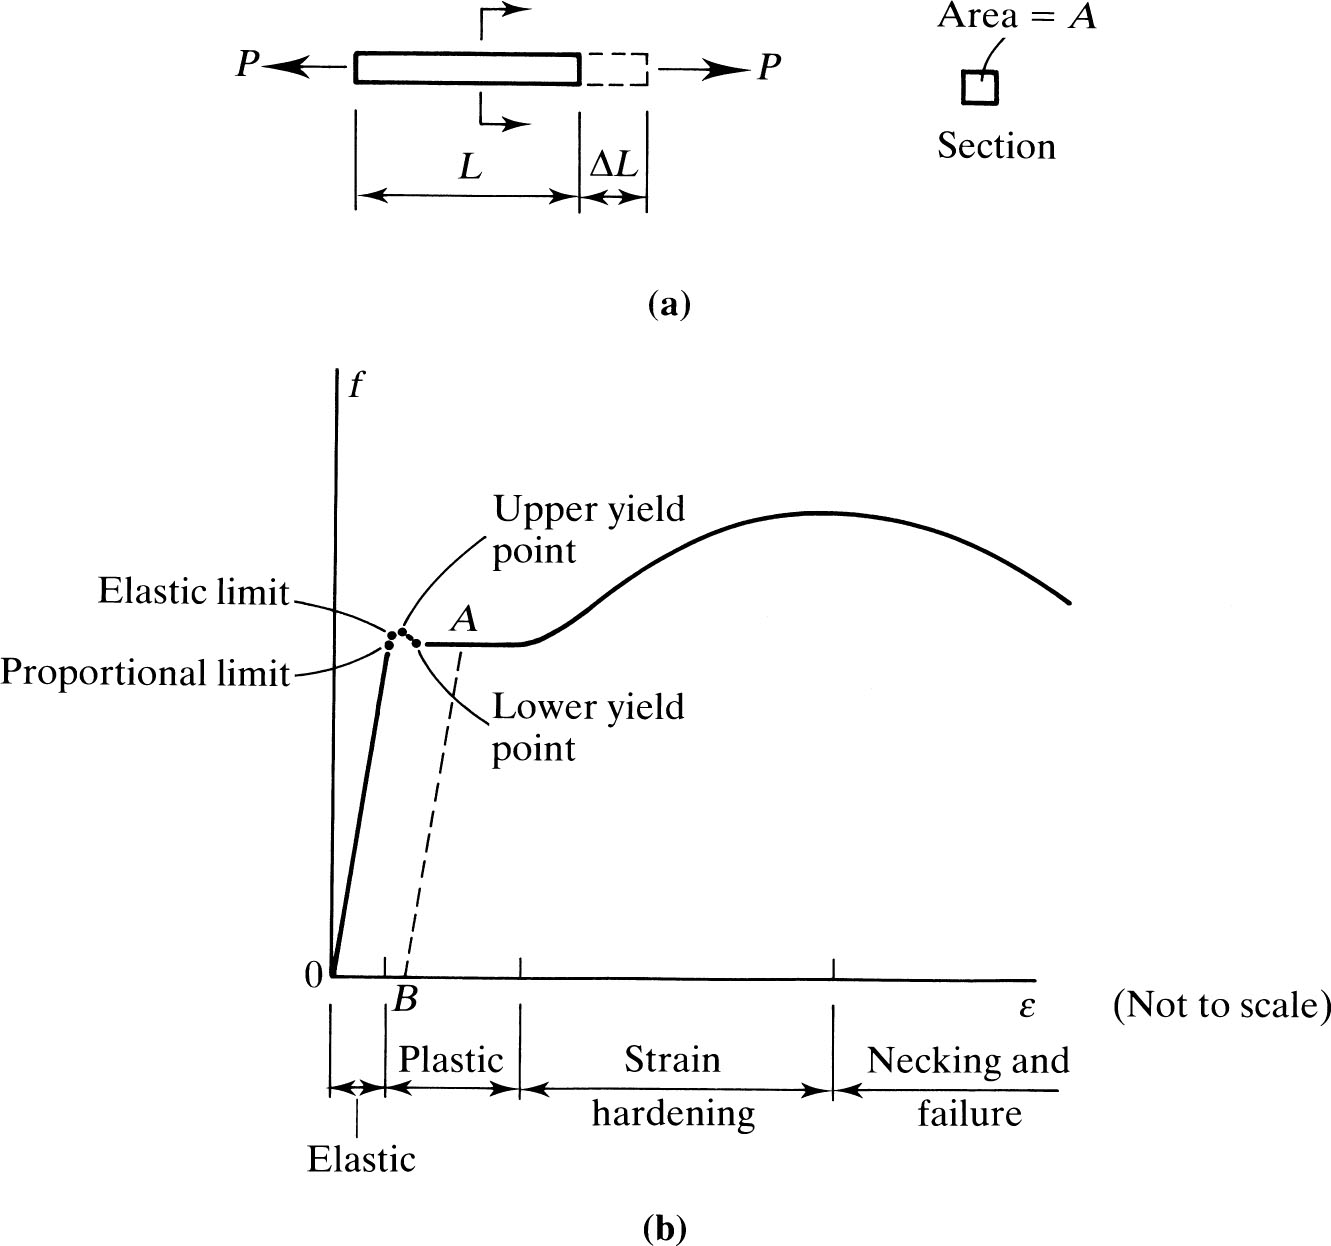 Area = A
P
P
Section
L
ΔL
(a)
f
Upper yield
point
Elastic limit
A
Proportional limit
Lower yield
point
0
B
ε
(Not to scale)
Plastic
Strain
hardening
Necking and
failure
Elastic
(b)